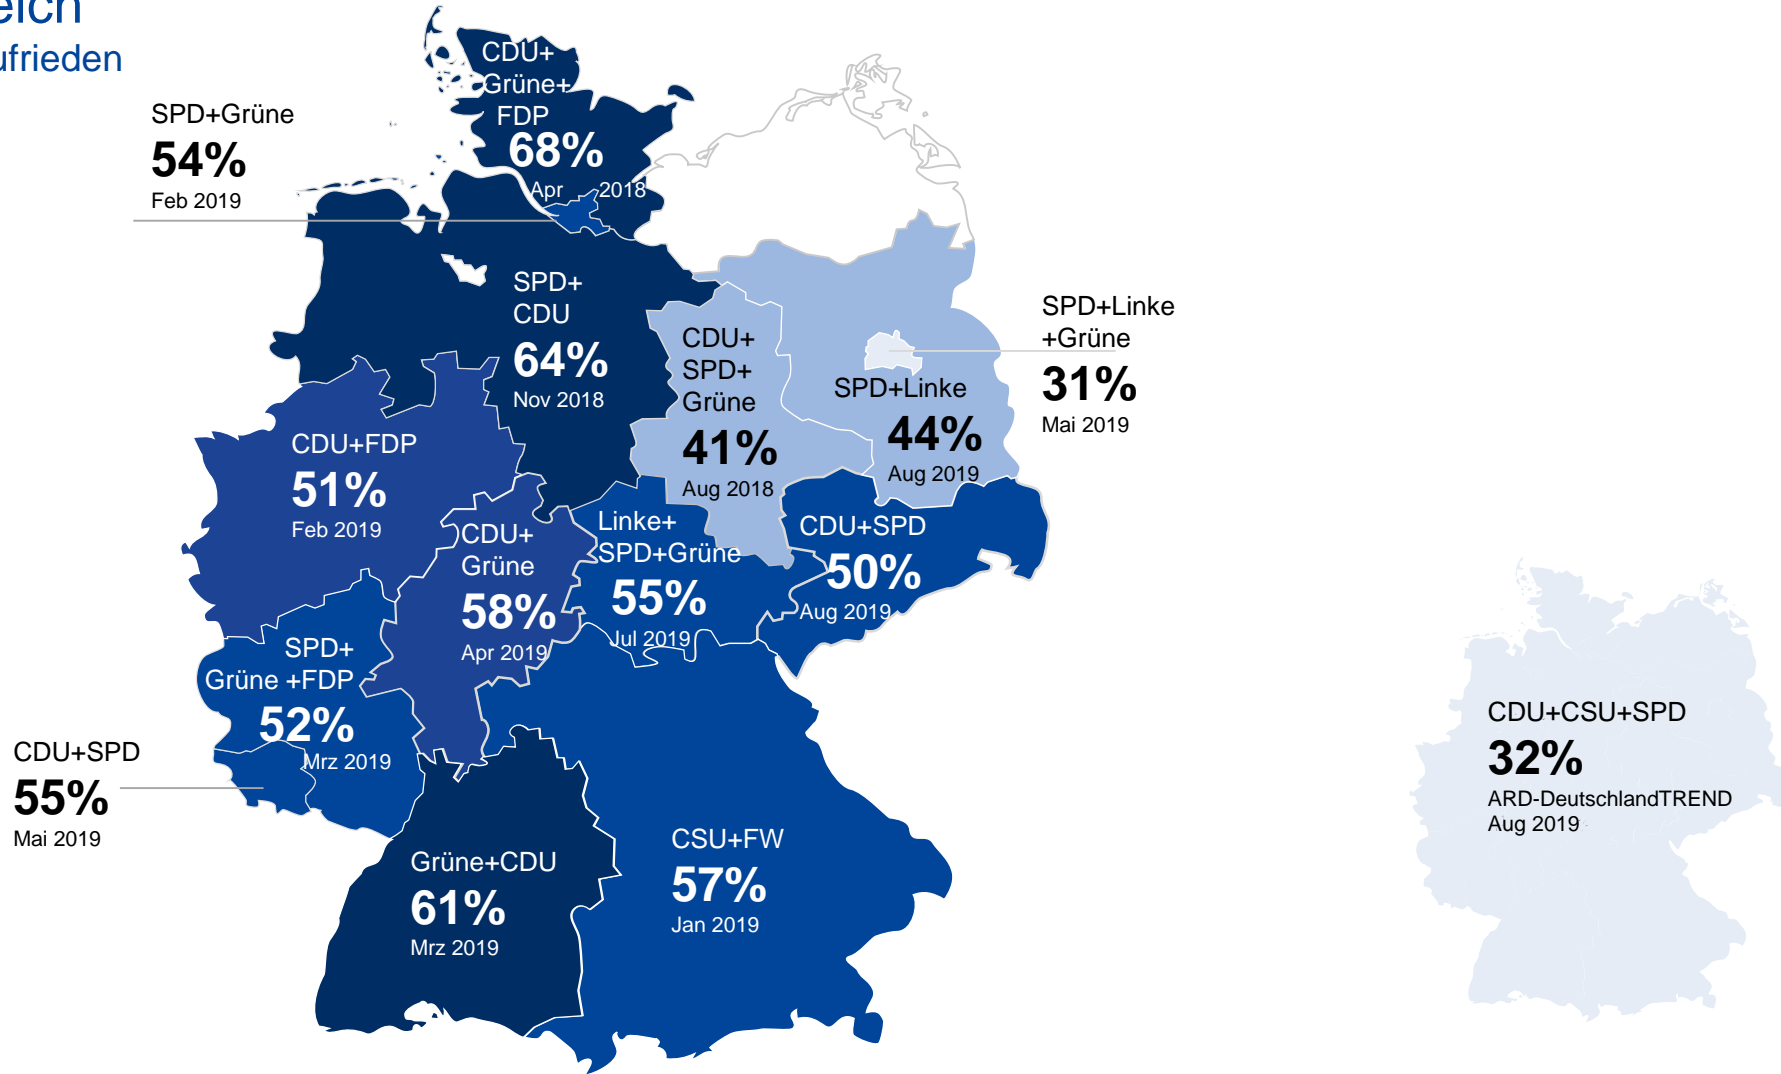 CDU+
Grüne+
FDP
68%
Apr 2018
SPD+Grüne
54%
Feb 2019
SPD+
CDU
64%
Nov 2018
CDU+
SPD+
Grüne
41%
Aug 2018
SPD+Linke
+Grüne
31%
Mai 2019
SPD+Linke
44%
Aug 2019
CDU+FDP
51%
Feb 2019
CDU+
Grüne
58%
Apr 2019
Linke+
SPD+Grüne
55%
Jul 2019
CDU+SPD
50%
Aug 2019
SPD+
Grüne +FDP
52%
Mrz 2019
CDU+SPD
55%
Mai 2019
Grüne+CDU
61%
Mrz 2019
CSU+FW
57%
Jan 2019
CDU+CSU+SPD
32%
ARD-DeutschlandTREND
Aug 2019